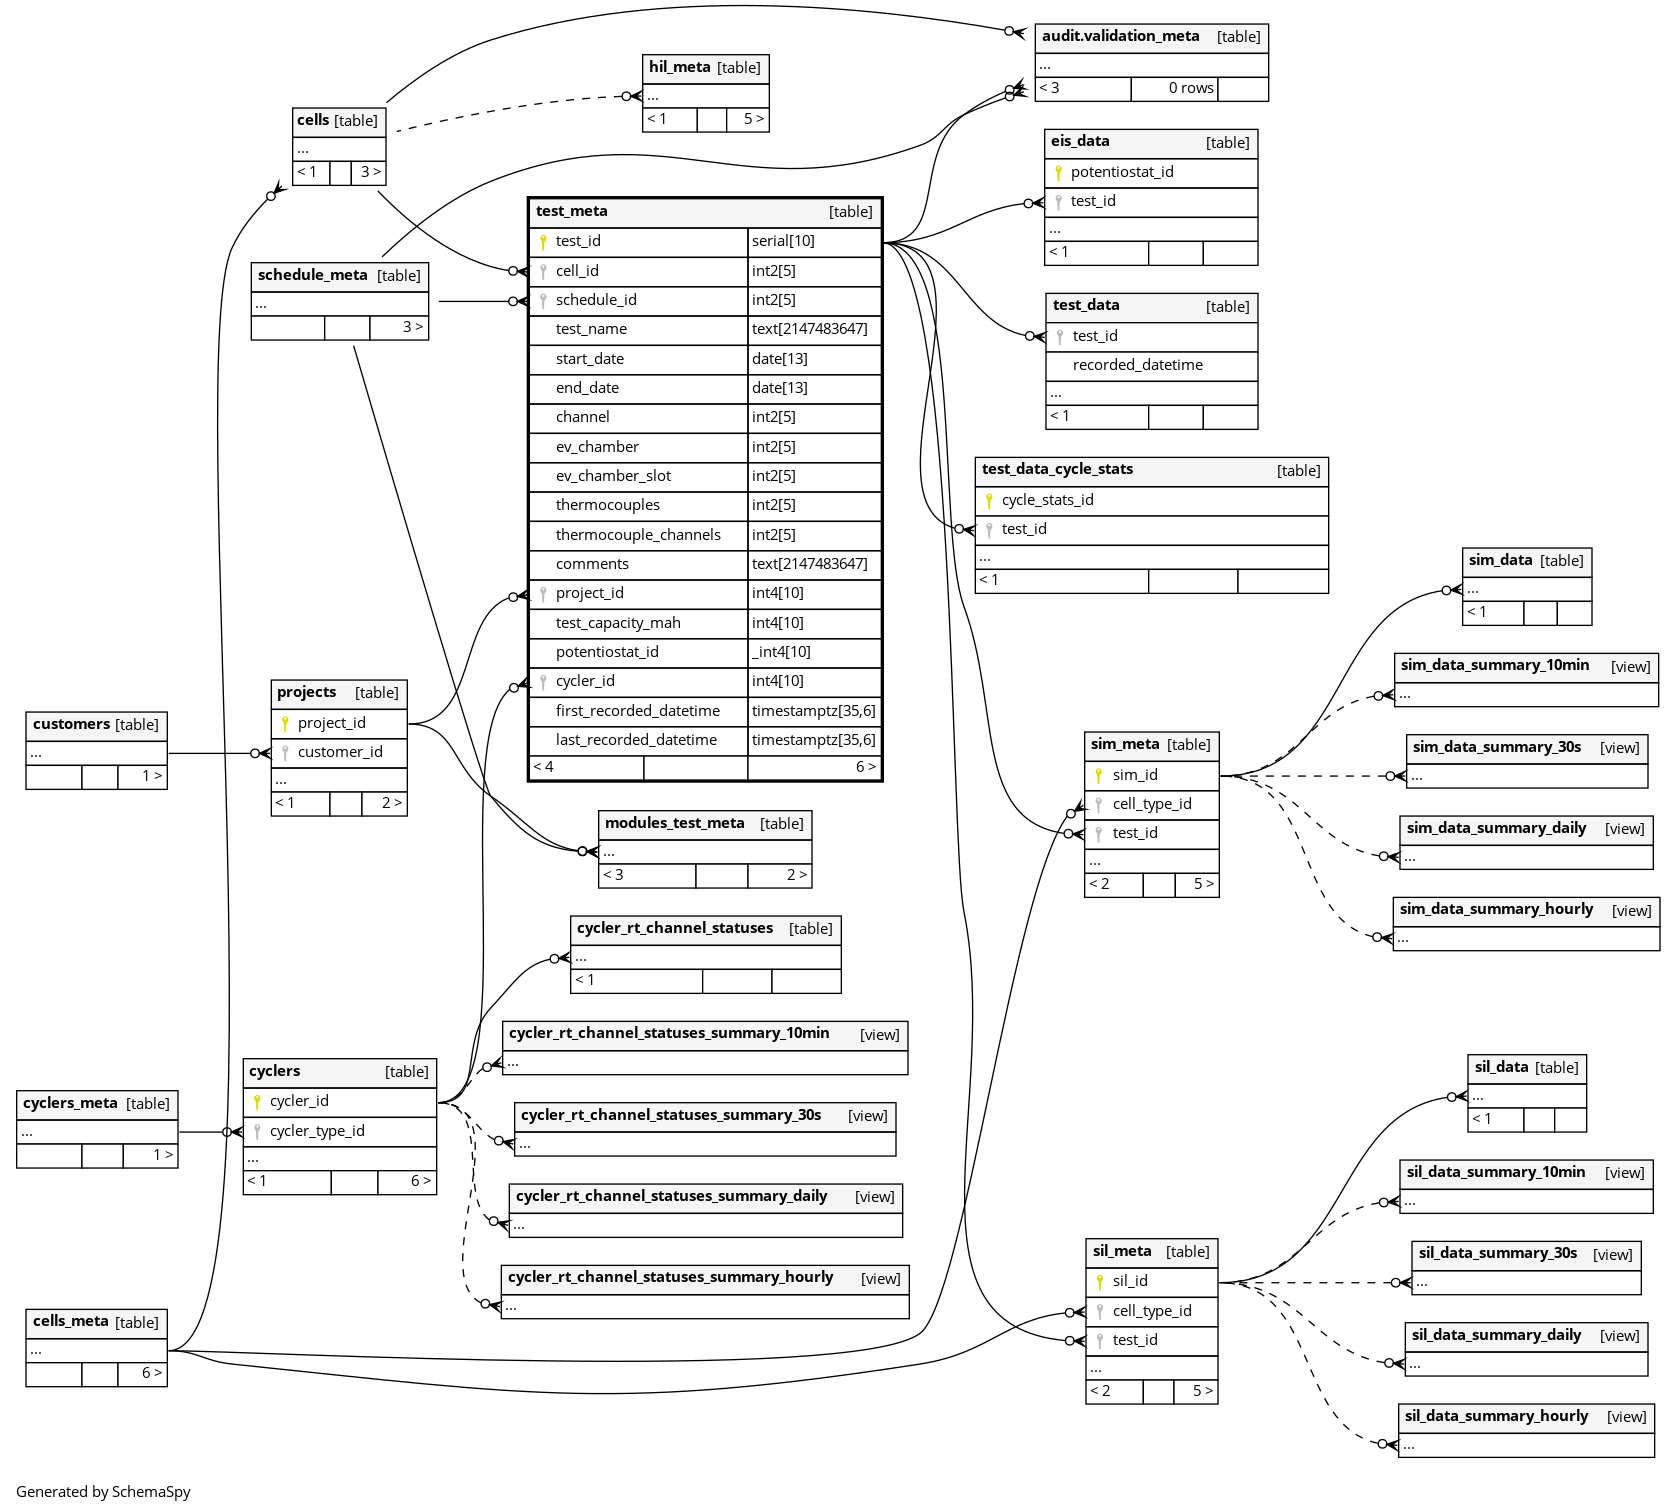 audit.validation_meta [table]
...
< 3 0 rows
hil_meta [table]
...
< 1 5 >
cells [table]
...
< 1 3 >
eis_data [table]
potentiostat_id
test_id
...
< 1
test_meta [table]
test_id serial[10]
cell_id int2[5]
schedule_id int2[5]
test_name text[2147483647]
start_date date[13]
end_date date[13]
channel int2[5]
ev_chamber int2[5]
ev_chamber_slot int2[5]
thermocouples int2[5]
thermocouple_channels int2[5]
comments text[2147483647]
project_id int4[10]
test_capacity_mah int4[10]
potentiostat_id _int4[10]
cycler_id int4[10]
first_recorded_datetime timestamptz[35,6]
last_recorded_datetime timestamptz[35,6]
< 4 6 >
schedule_meta [table]
...
3 >
test_data [table]
test_id
recorded_datetime
...
< 1
test_data_cycle_stats [table]
cycle_stats_id
test_id
...
< 1
sim_data [table]
...
< 1
sim_data_summary_10min [view]
...
sim_data_summary_30s [view]
...
sim_data_summary_daily [view]
...
sim_data_summary_hourly [view]
...
sim_meta [table]
sim_id
cell_type_id
test_id
...
< 2 5 >
projects [table]
project_id
customer_id
...
< 1 2 >
customers [table]
...
1 >
modules_test_meta [table]
...
< 3 2 >
cycler_rt_channel_statuses [table]
...
< 1
cycler_rt_channel_statuses_summary_10min [view]
...
cycler_rt_channel_statuses_summary_30s [view]
...
cycler_rt_channel_statuses_summary_daily [view]
...
cycler_rt_channel_statuses_summary_hourly [view]
...
cyclers [table]
cycler_id
cycler_type_id
...
< 1 6 >
cyclers_meta [table]
...
1 >
cells_meta [table]
...
6 >
sil_data [table]
...
< 1
sil_data_summary_10min [view]
...
sil_data_summary_30s [view]
...
sil_data_summary_daily [view]
...
sil_data_summary_hourly [view]
...
sil_meta [table]
sil_id
cell_type_id
test_id
...
< 2 5 >
Generated by SchemaSpy